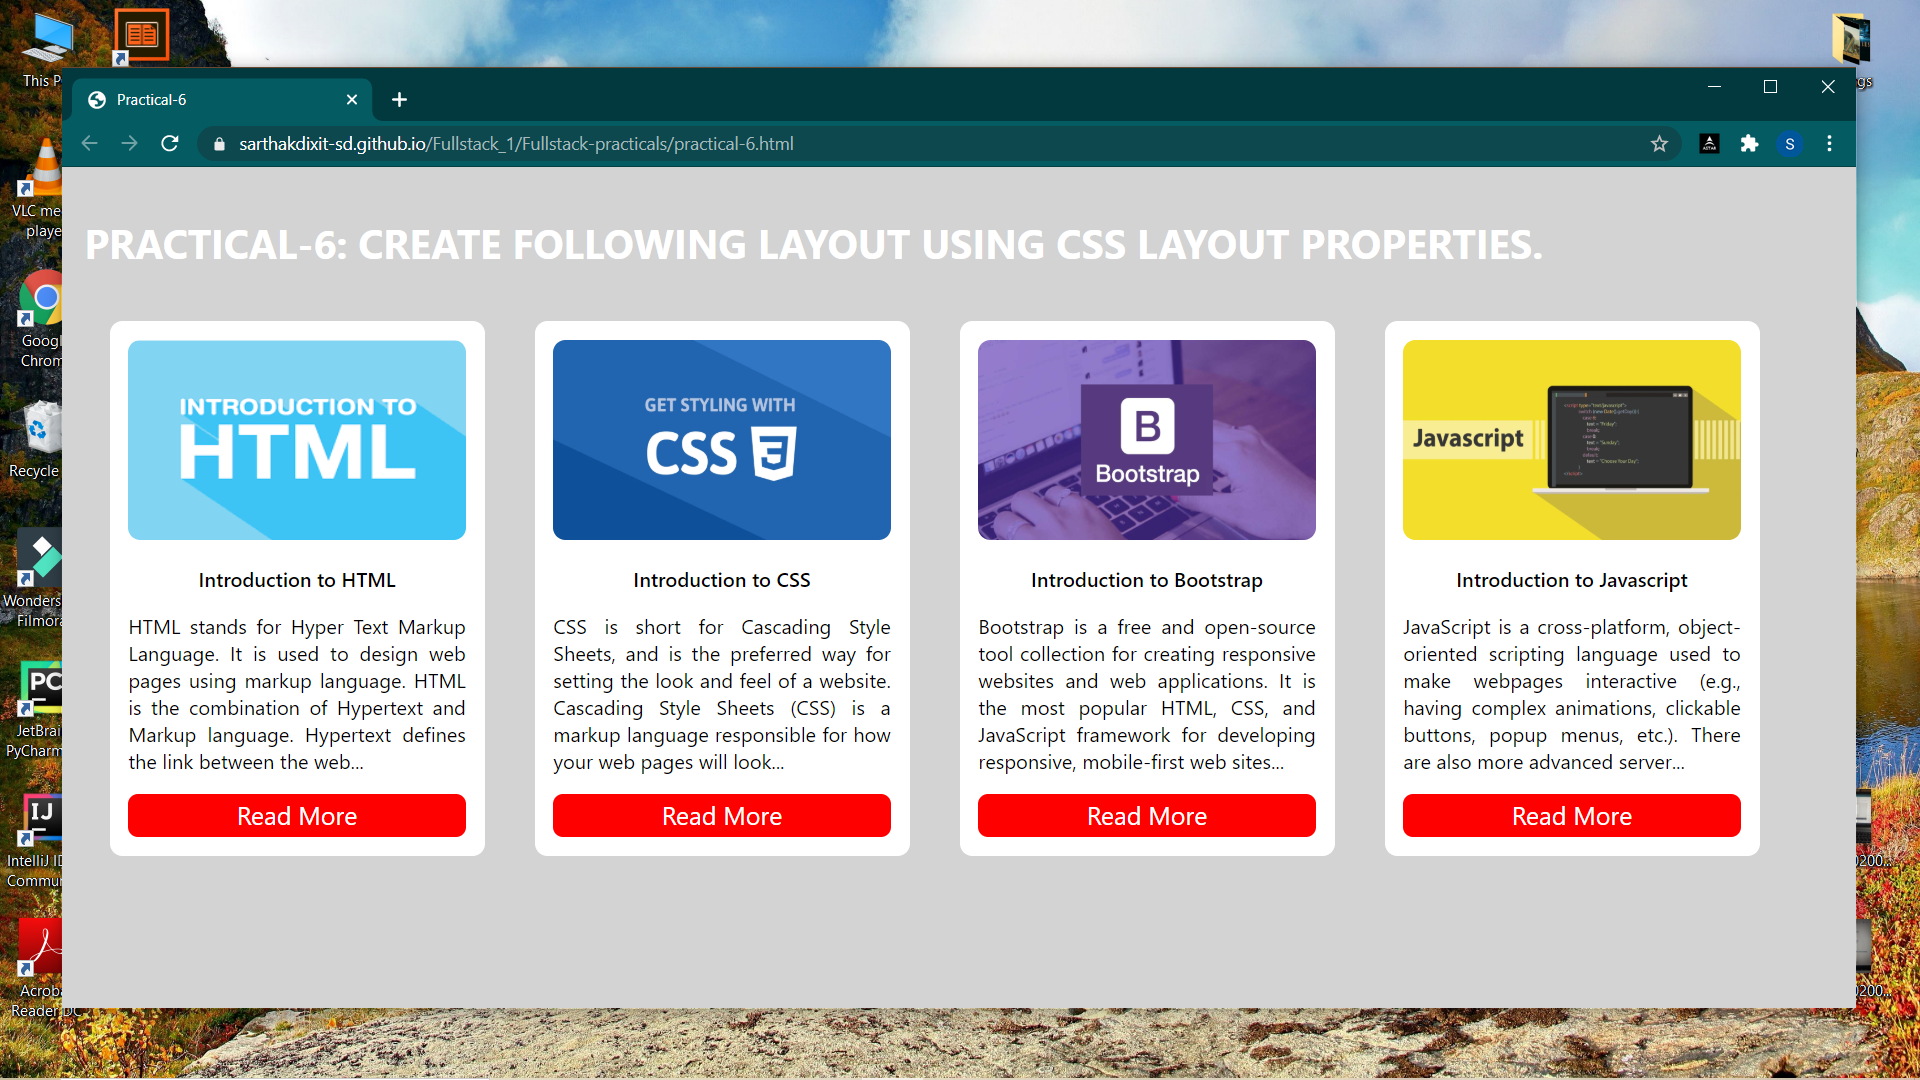 This P
gs
Practical-6
sarthakdixit-sd.github.io/Fullstack_1/Fullstack-practicals/practical-6.html
ASTAR
S
VLC me
playe
Googl
Chrom
Recycle
Wonders
Filmora
PC
JetBrai
PyCharm
IJ
IntelliJ ID
Commun
Acroba
Reader DC
PRACTICAL-6: CREATE FOLLOWING LAYOUT USING CSS LAYOUT PROPERTIES.
INTRODUCTION TO
HTML
Introduction to HTML
HTML stands for Hyper Text Markup
Language. It is used to design web
pages using markup language. HTML
is the combination of Hypertext and
Markup language. Hypertext defines
the link between the web...
Read More
GET STYLING WITH
CSS 3
Introduction to CSS
CSS is short for Cascading Style
Sheets, and is the preferred way for
setting the look and feel of a website.
Cascading Style Sheets (CSS) is a
markup language responsible for how
your web pages will look...
Read More
B
Bootstrap
Introduction to Bootstrap
Bootstrap is a free and open-source
tool collection for creating responsive
websites and web applications. It is
the most popular HTML, CSS, and
JavaScript framework for developing
responsive, mobile-first web sites...
Read More
Javascript
Introduction to Javascript
JavaScript is a cross-platform, object-
oriented scripting language used to
make webpages interactive (e.g.,
having complex animations, clickable
buttons, popup menus, etc.). There
are also more advanced server...
Read More
0200...
0200...